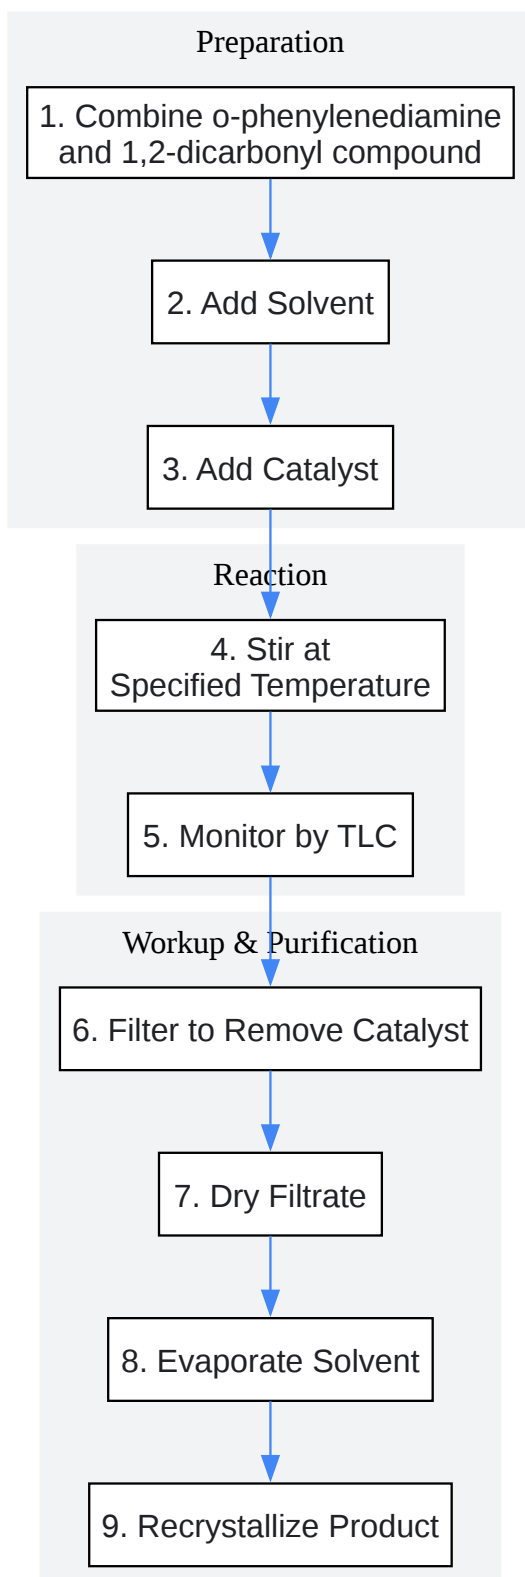 Preparation
1. Combine o-phenylenediamine
and 1,2-dicarbonyl compound
2. Add Solvent
3. Add Catalyst
Reaction
4. Stir at
Specified Temperature
5. Monitor by TLC
Workup & Purification
6. Filter to Remove Catalyst
7. Dry Filtrate
8. Evaporate Solvent
9. Recrystallize Product